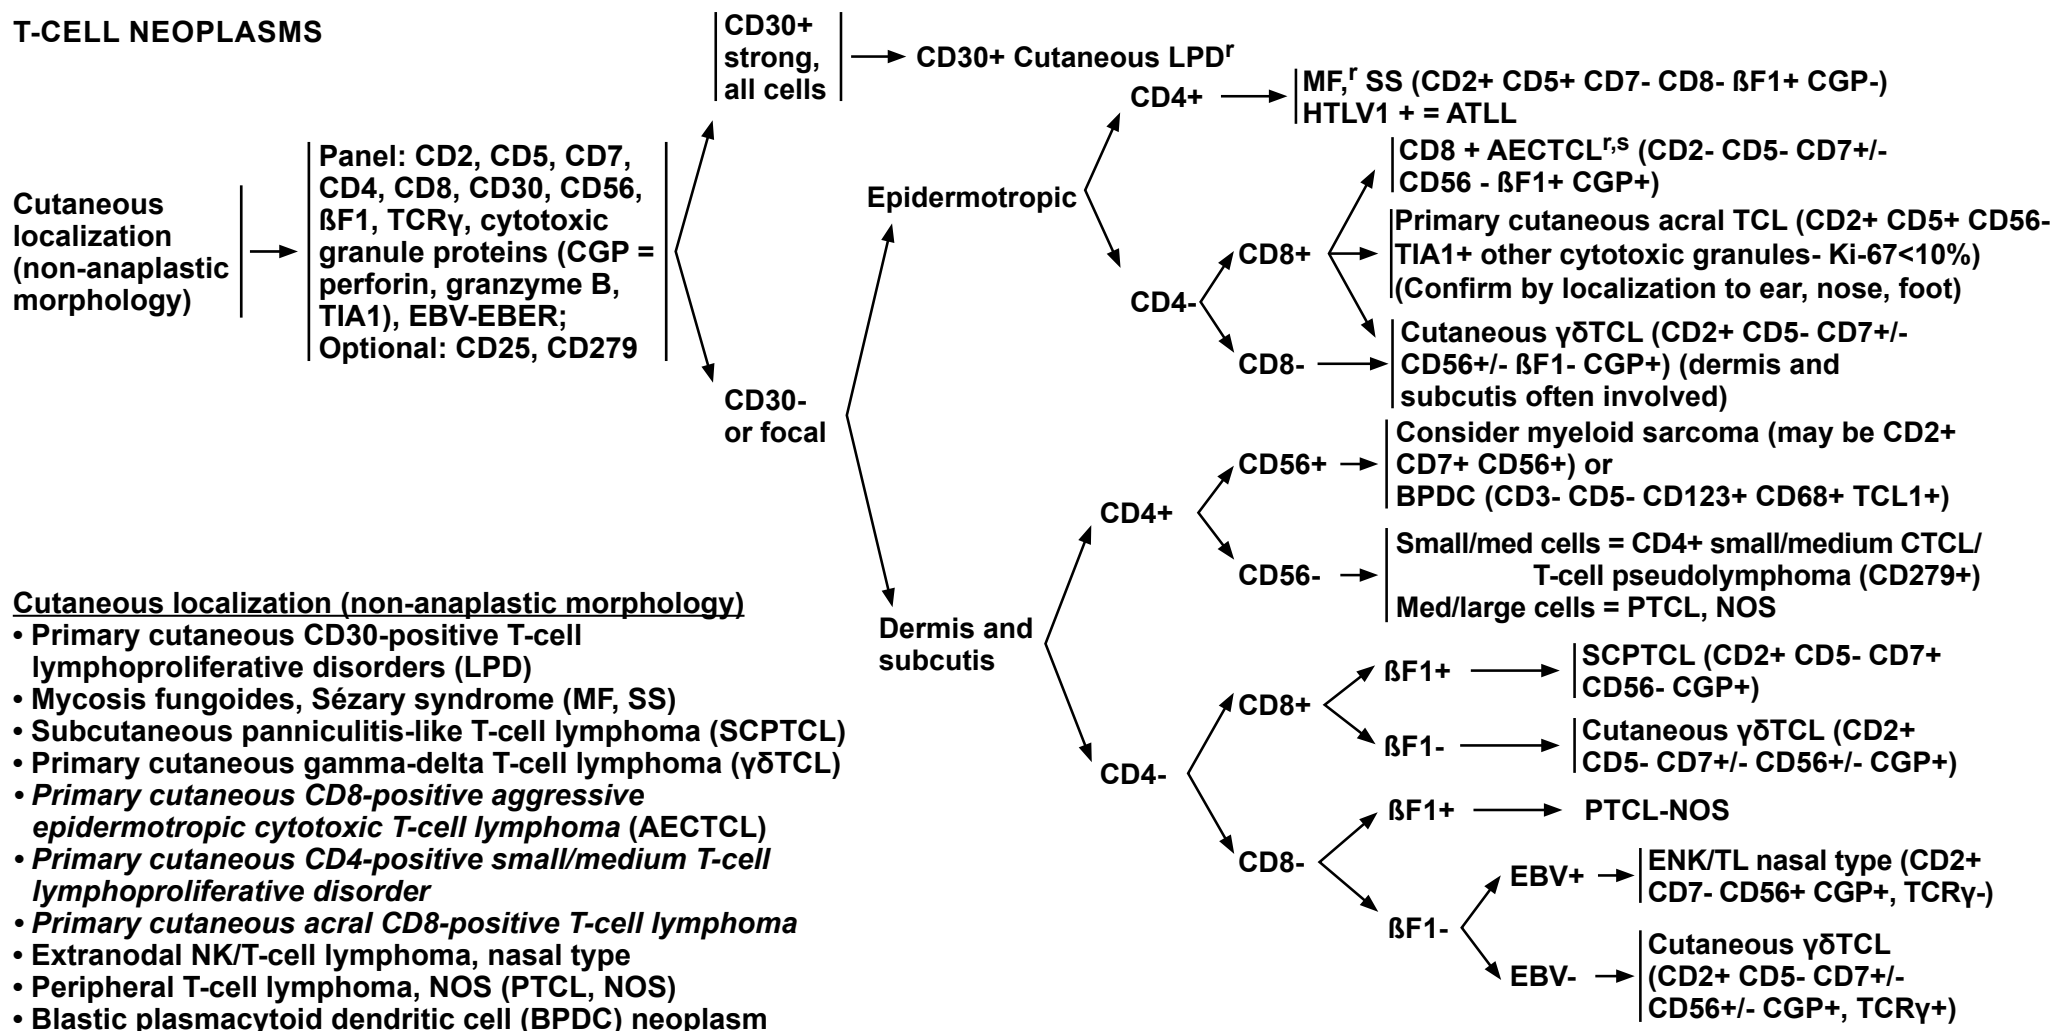 T-CELL NEOPLASMS
Cutaneous
localization
(non-anaplastic
morphology)
Panel: CD2, CD5, CD7,
CD4, CD8, CD30, CD56,
ßF1, TCRγ, cytotoxic
granule proteins (CGP =
perforin, granzyme B,
TIA1), EBV-EBER;
Optional: CD25, CD279
CD30+
strong,
all cells
CD30+ Cutaneous LPDʳ
CD30-
or focal
Epidermotropic
CD4+
MF,ʳ SS (CD2+ CD5+ CD7- CD8- ßF1+ CGP-)
HTLV1 + = ATLL
CD4-
CD8+
CD8 + AECTCLʳ,ˢ (CD2- CD5- CD7+/-
CD56 - ßF1+ CGP+)
Primary cutaneous acral TCL (CD2+ CD5+ CD56-
TIA1+ other cytotoxic granules- Ki-67<10%)
(Confirm by localization to ear, nose, foot)
CD8-
Cutaneous γδTCL (CD2+ CD5- CD7+/-
CD56+/- ßF1- CGP+) (dermis and
subcutis often involved)
Dermis and
subcutis
CD4+
CD56+
Consider myeloid sarcoma (may be CD2+
CD7+ CD56+) or
BPDC (CD3- CD5- CD123+ CD68+ TCL1+)
CD56-
Small/med cells = CD4+ small/medium CTCL/
T-cell pseudolymphoma (CD279+)
Med/large cells = PTCL, NOS
CD4-
CD8+
ßF1+
SCPTCL (CD2+ CD5- CD7+
CD56- CGP+)
ßF1-
Cutaneous γδTCL (CD2+
CD5- CD7+/- CD56+/- CGP+)
CD8-
ßF1+
PTCL-NOS
ßF1-
EBV+
ENK/TL nasal type (CD2+
CD7- CD56+ CGP+, TCRγ-)
EBV-
Cutaneous γδTCL
(CD2+ CD5- CD7+/-
CD56+/- CGP+, TCRγ+)
Cutaneous localization (non-anaplastic morphology)
• Primary cutaneous CD30-positive T-cell
lymphoproliferative disorders (LPD)
• Mycosis fungoides, Sézary syndrome (MF, SS)
• Subcutaneous panniculitis-like T-cell lymphoma (SCPTCL)
• Primary cutaneous gamma-delta T-cell lymphoma (γδTCL)
• Primary cutaneous CD8-positive aggressive
epidermotropic cytotoxic T-cell lymphoma (AECTCL)
• Primary cutaneous CD4-positive small/medium T-cell
lymphoproliferative disorder
• Primary cutaneous acral CD8-positive T-cell lymphoma
• Extranodal NK/T-cell lymphoma, nasal type
• Peripheral T-cell lymphoma, NOS (PTCL, NOS)
• Blastic plasmacytoid dendritic cell (BPDC) neoplasm